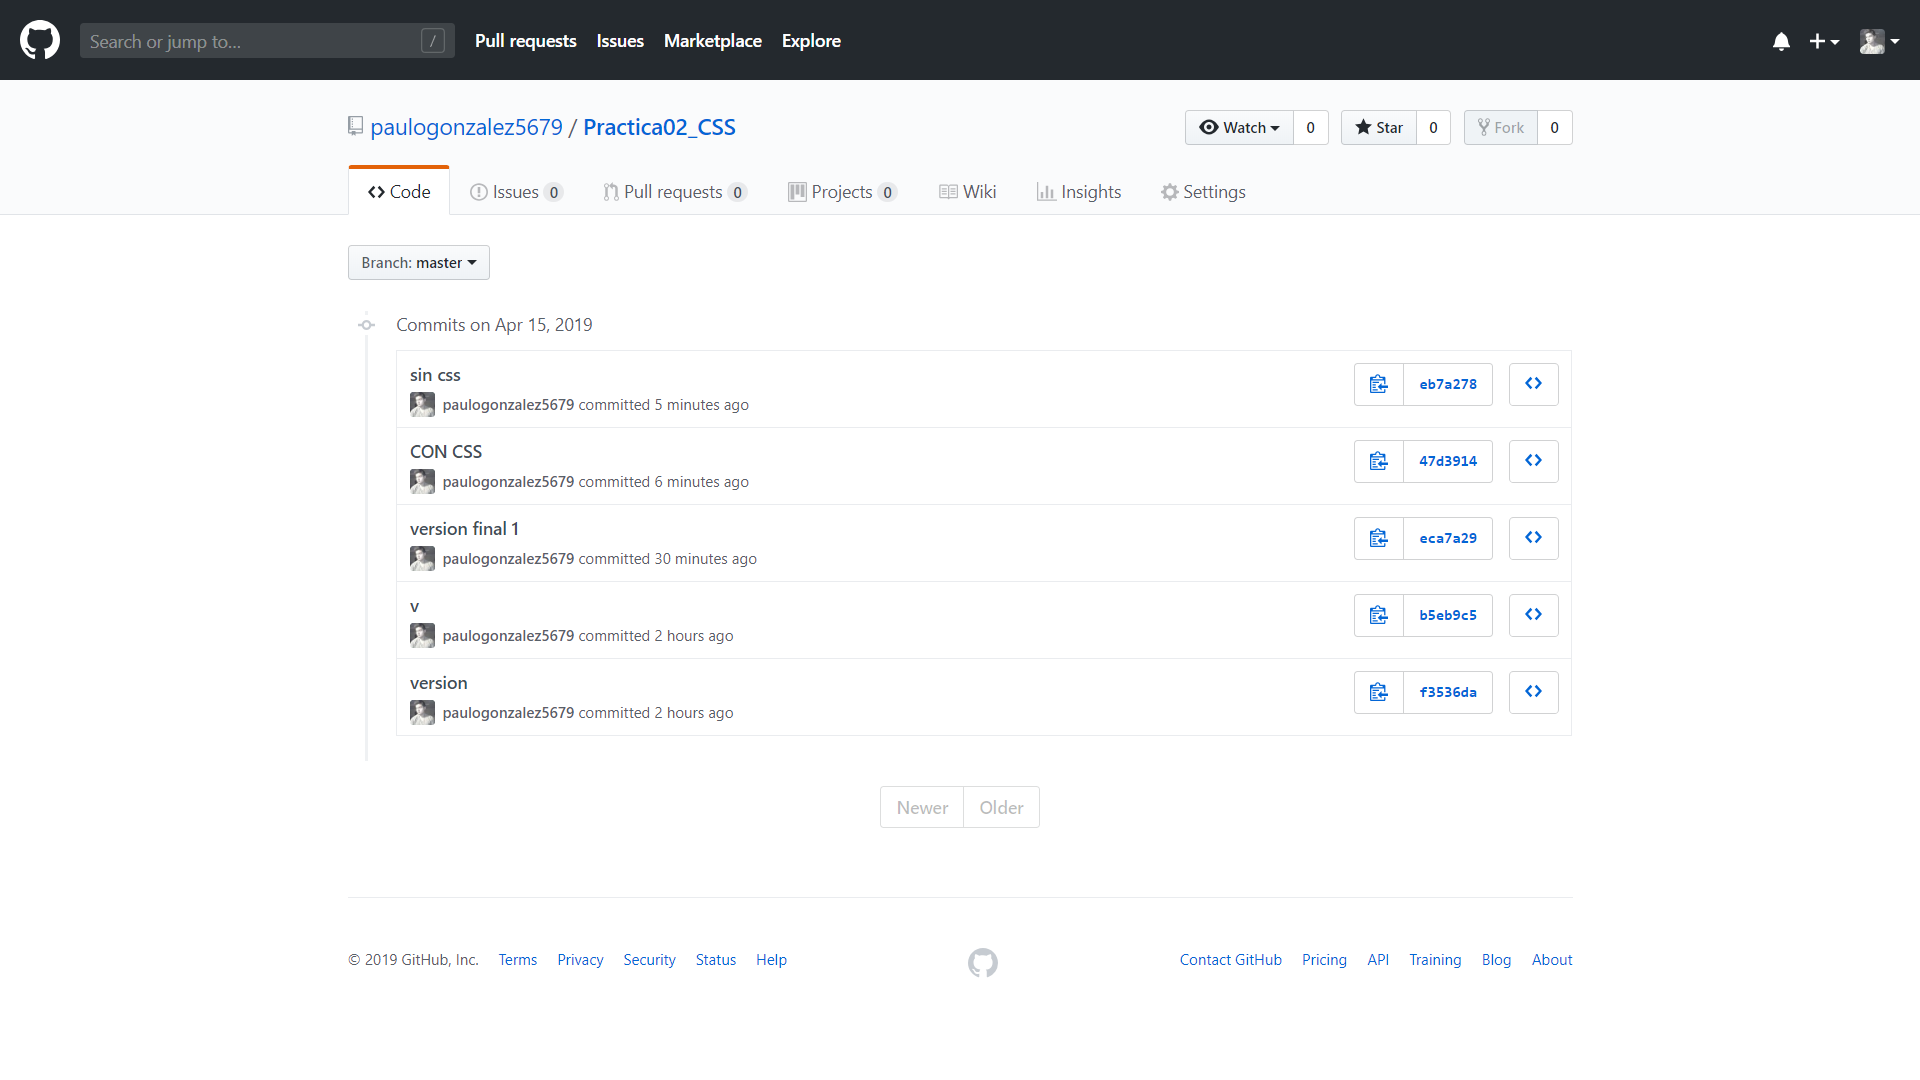 Search or jump to... / Pull requests Issues Marketplace Explore
paulogonzalez5679 / Practica02_CSS Watch 0 Star 0 Fork 0
Code Issues 0 Pull requests 0 Projects 0 Wiki Insights Settings
Branch: master
Commits on Apr 15, 2019
sin css
paulogonzalez5679 committed 5 minutes ago
eb7a278
CON CSS
paulogonzalez5679 committed 6 minutes ago
47d3914
version final 1
paulogonzalez5679 committed 30 minutes ago
eca7a29
v
paulogonzalez5679 committed 2 hours ago
b5eb9c5
version
paulogonzalez5679 committed 2 hours ago
f3536da
Newer Older
© 2019 GitHub, Inc. Terms Privacy Security Status Help Contact GitHub Pricing API Training Blog About